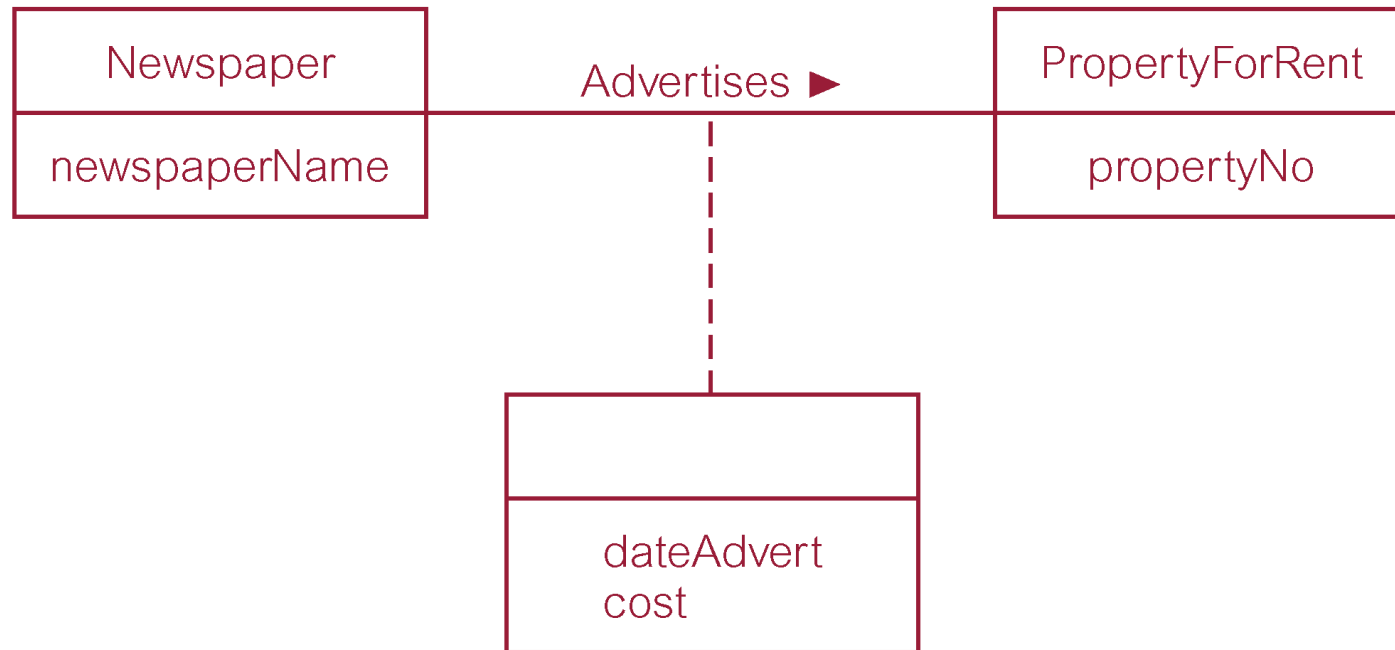 Newspaper
Advertises ►
PropertyForRent
newspaperName
propertyNo
dateAdvert
cost